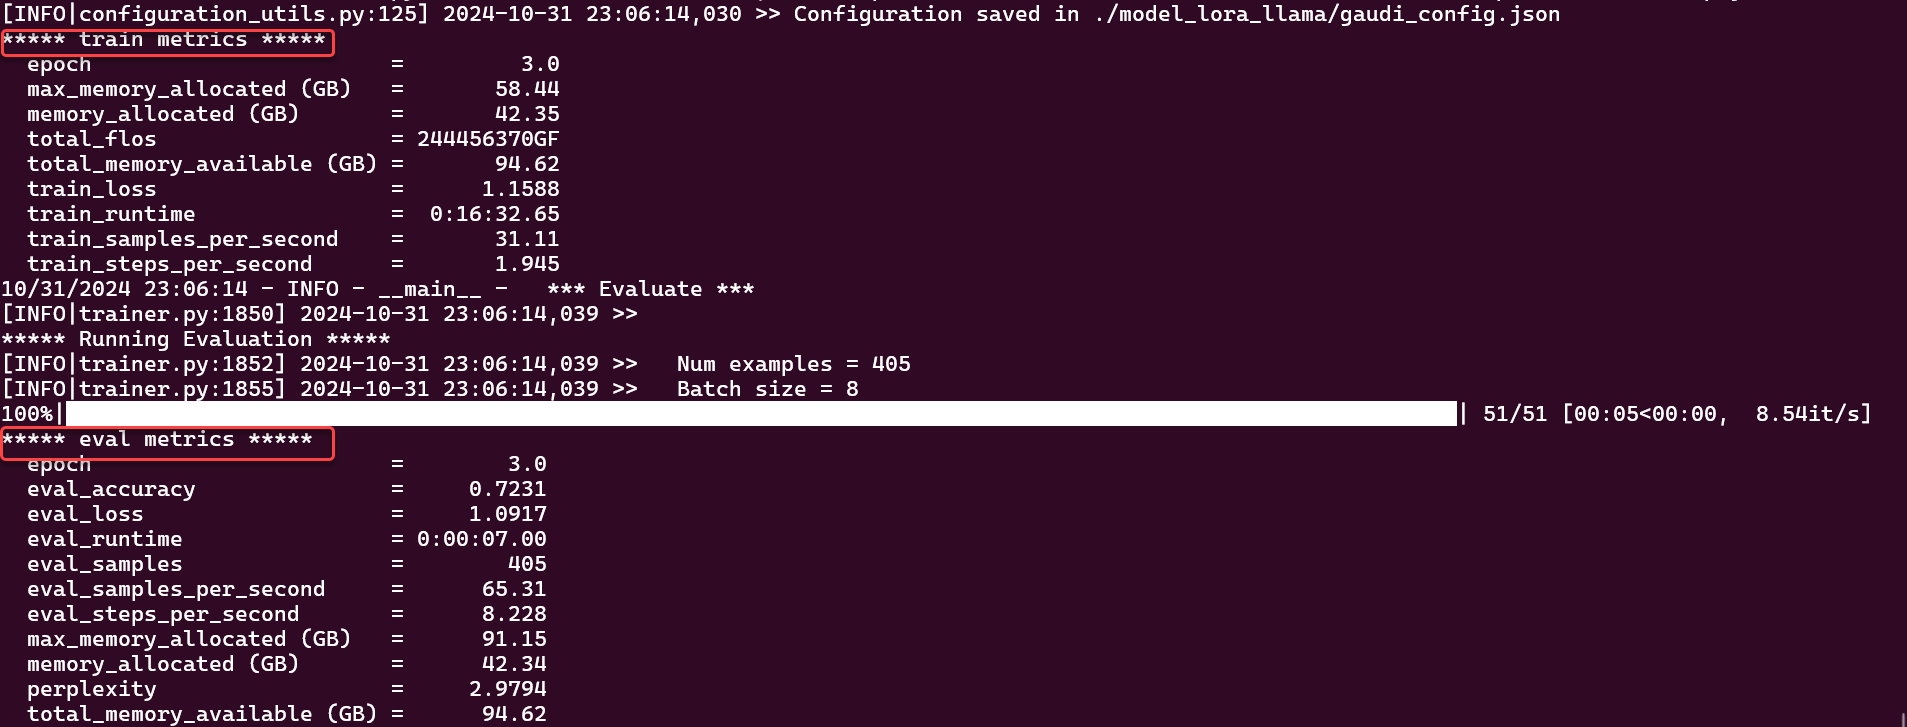 [INFO|configuration_utils.py:125] 2024-10-31 23:06:14,030 >> Configuration saved in ./model_lora_llama/gaudi_config.json
***** train metrics *****
  epoch                       =        3.0
  max_memory_allocated (GB)   =      58.44
  memory_allocated (GB)       =      42.35
  total_flos                  = 244456370GF
  total_memory_available (GB) =      94.62
  train_loss                  =     1.1588
  train_runtime               =  0:16:32.65
  train_samples_per_second    =      31.11
  train_steps_per_second      =      1.945
10/31/2024 23:06:14 - INFO - __main__ -   *** Evaluate ***
[INFO|trainer.py:1850] 2024-10-31 23:06:14,039 >>
***** Running Evaluation *****
[INFO|trainer.py:1852] 2024-10-31 23:06:14,039 >>   Num examples = 405
[INFO|trainer.py:1855] 2024-10-31 23:06:14,039 >>   Batch size = 8
100%| | 51/51 [00:05<00:00,  8.54it/s]
***** eval metrics *****
  epoch                       =        3.0
  eval_accuracy               =     0.7231
  eval_loss                   =     1.0917
  eval_runtime                = 0:00:07.00
  eval_samples                =        405
  eval_samples_per_second     =      65.31
  eval_steps_per_second       =      8.228
  max_memory_allocated (GB)   =      91.15
  memory_allocated (GB)       =      42.34
  perplexity                  =     2.9794
  total_memory_available (GB) =      94.62